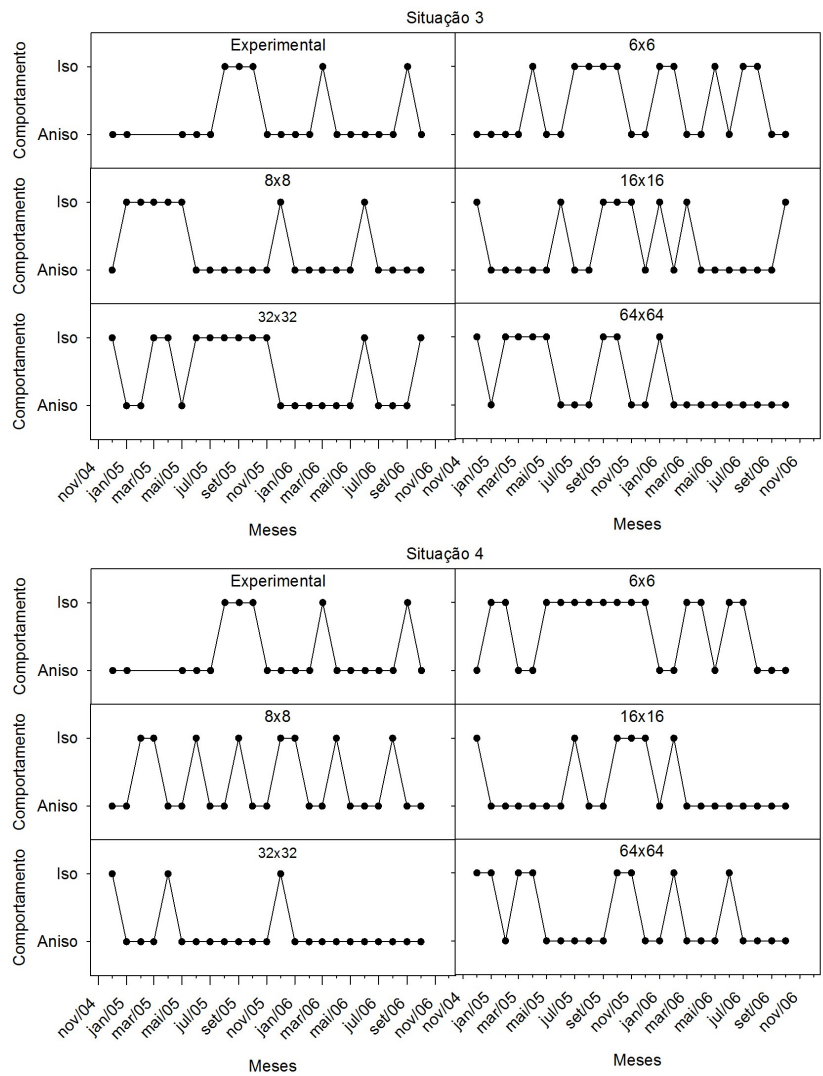 Situação 3
Experimental
6x6
Comportamento
Iso
Aniso
8x8
16x16
Comportamento
Iso
Aniso
32x32
64x64
Comportamento
Iso
Aniso
nov/04 jan/05 mar/05 mai/05 jul/05 set/05 nov/05 jan/06 mar/06 mai/06 jul/06 set/06 nov/06
nov/04 jan/05 mar/05 mai/05 jul/05 set/05 nov/05 jan/06 mar/06 mai/06 jul/06 set/06 nov/06
Meses
Meses
Situação 4
Experimental
6x6
Comportamento
Iso
Aniso
8x8
16x16
Comportamento
Iso
Aniso
32x32
64x64
Comportamento
Iso
Aniso
nov/04 jan/05 mar/05 mai/05 jul/05 set/05 nov/05 jan/06 mar/06 mai/06 jul/06 set/06 nov/06
nov/04 jan/05 mar/05 mai/05 jul/05 set/05 nov/05 jan/06 mar/06 mai/06 jul/06 set/06 nov/06
Meses
Meses